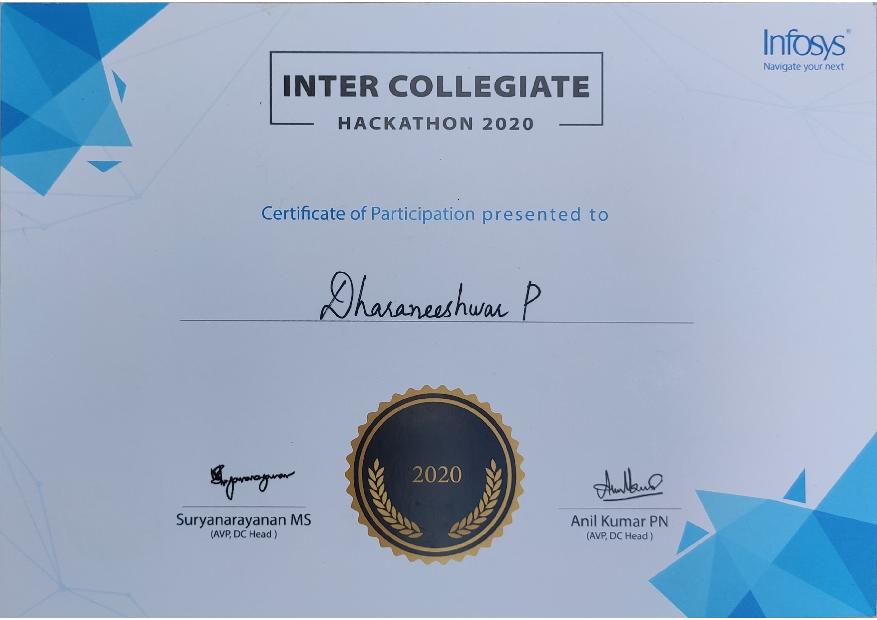 Infosys®
Navigate your next
INTER COLLEGIATE
HACKATHON 2020
Certificate of Participation presented to
Dharaneeshwar P
2020
Suryanarayanan MS
(AVP, DC Head )
Anil Kumar PN
(AVP, DC Head )